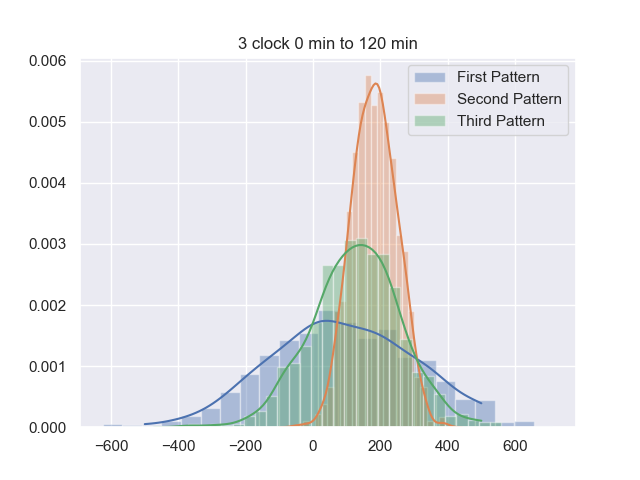 3 clock 0 min to 120 min
First Pattern
Second Pattern
Third Pattern
0.006
0.005
0.004
0.003
0.002
0.001
0.000
−600 −400 −200 0 200 400 600